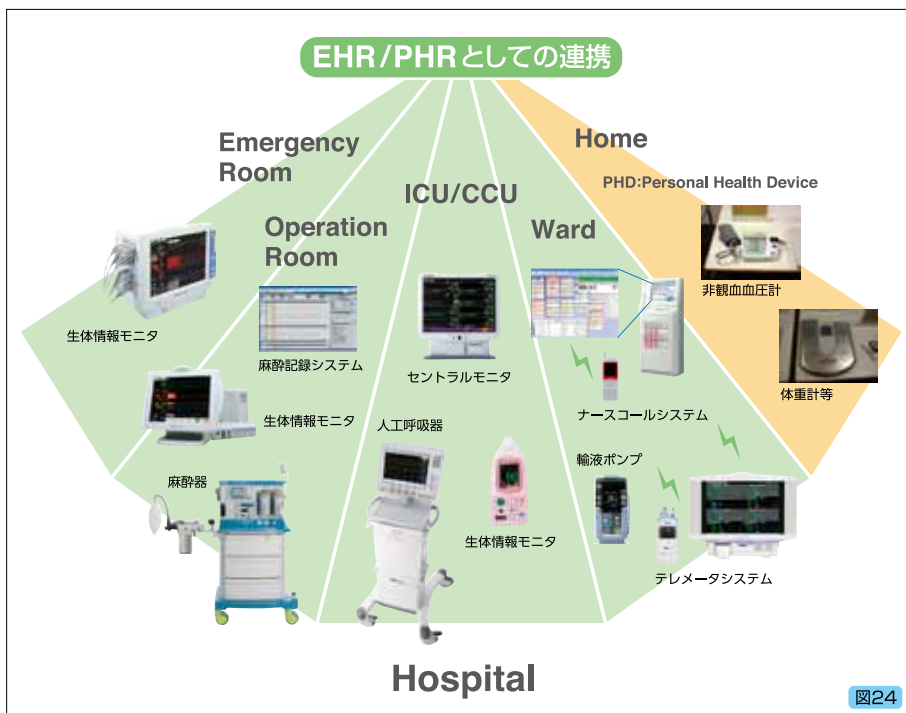 EHR/PHRとしての連携
Emergency
Room
生体情報モニタ
Operation
Room
麻酔記録システム
生体情報モニタ
麻酔器
ICU/CCU
セントラルモニタ
人工呼吸器
生体情報モニタ
Ward
ナースコールシステム
輸液ポンプ
テレメータシステム
Home
PHD:Personal Health Device
非観血血圧計
体重計等
Hospital
図24